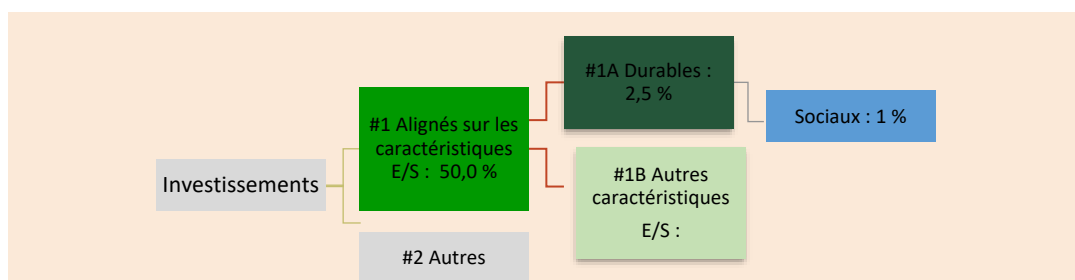 Investissements
#1 Alignés sur les
caractéristiques
E/S : 50,0 %
#2 Autres
#1A Durables :
2,5 %
#1B Autres
caractéristiques
E/S :
Sociaux : 1 %